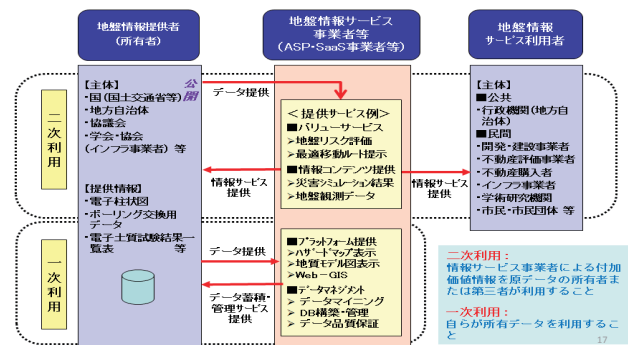 地盤情報提供者
(所有者)
地盤情報サービス
事業者等
(ASP・SaaS事業者等)
地盤情報
サービス利用者
二次利用
一次利用
【主体】
・国(国土交通省等)
・地方自治体
・協議会
・学会・協会
(インフラ事業者) 等
公開
【提供情報】
・電子柱状図
・ボーリング交換用
データ
・電子土質試験結果一
覧表 等
データ提供
情報サービス
提供
データ提供
データ蓄積・
管理サービス
提供
<提供サービス例>
■バリューサービス
➢地盤リスク評価
➢最適移動ルート提示
■情報コンテンツ提供
➢災害シミュレーション結果
➢地盤観測データ
■プラットフォーム提供
➢ハザードマップ表示
➢地質モデル図表示
➢Web-GIS
■データマネジメント
➢ データマイニング
➢ DB構築・管理
➢ データ品質保証
情報サービス
提供
【主体】
■公共
・行政機関(地方自
治体)
■民間
・開発・建設事業者
・不動産評価事業者
・不動産購入者
・インフラ事業者
・学術研究機関
・市民・市民団体 等
二次利用:
情報サービス事業者による付加
価値情報を原データの所有者ま
たは第三者が利用すること
一次利用:
自らが所有データを利用するこ
と
17